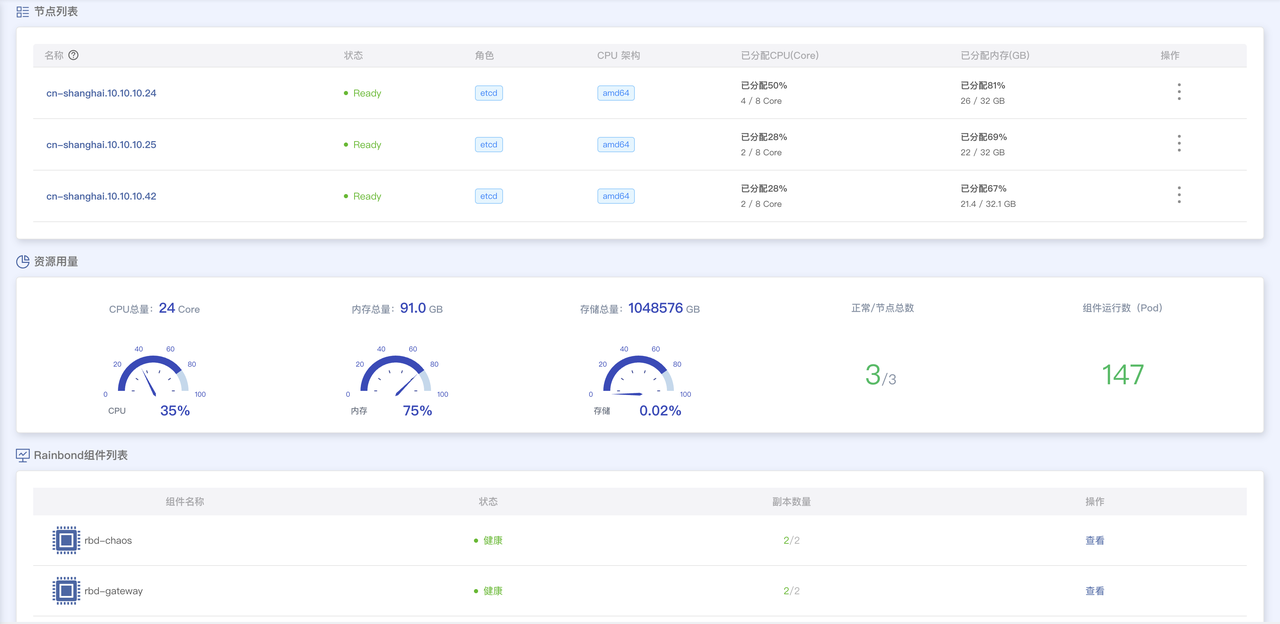 节点列表
名称 状态 角色 CPU 架构 已分配CPU(Core) 已分配内存(GB) 操作
cn-shanghai.10.10.10.24 Ready etcd amd64 已分配50% 已分配81%
4 / 8 Core 26 / 32 GB
cn-shanghai.10.10.10.25 Ready etcd amd64 已分配28% 已分配69%
2 / 8 Core 22 / 32 GB
cn-shanghai.10.10.10.42 Ready etcd amd64 已分配28% 已分配67%
2 / 8 Core 21.4 / 32.1 GB
资源用量
CPU总量: 24 Core 内存总量: 91.0 GB 存储总量: 1048576 GB 正常/节点总数 组件运行数（Pod）
0 20 40 60 80 100 0 20 40 60 80 100 0 20 40 60 80 100
3/3 147
CPU 35% 内存 75% 存储 0.02%
Rainbond组件列表
组件名称 状态 副本数量 操作
rbd-chaos 健康 2/2 查看
rbd-gateway 健康 2/2 查看